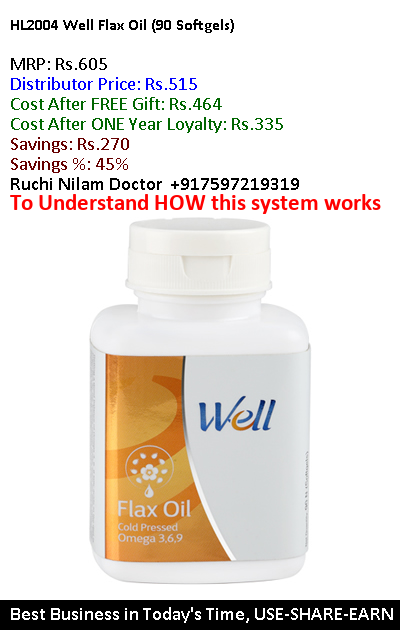 HL2004 Well Flax Oil (90 Softgels)
MRP: Rs.605
Distributor Price: Rs.515
Cost After FREE Gift: Rs.464
Cost After ONE Year Loyalty: Rs.335
Savings: Rs.270
Savings %: 45%
Ruchi Nilam Doctor +917597219319
To Understand HOW this system works
Well
Flax Oil
Cold Pressed
Omega 3,6,9
Best Business in Today's Time, USE-SHARE-EARN